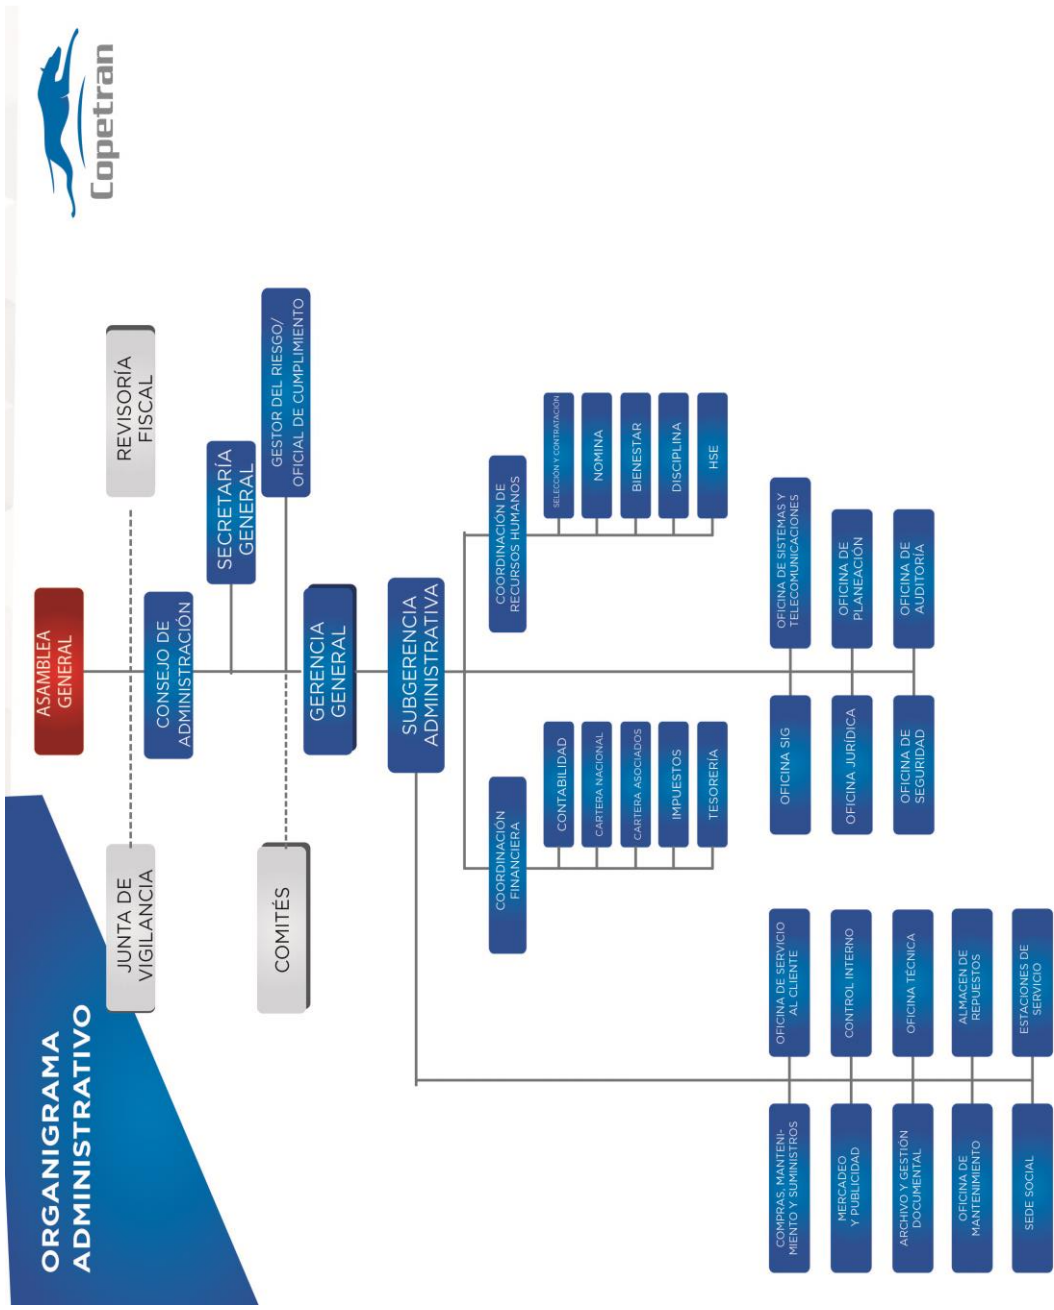 ORGANIGRAMA
ADMINISTRATIVO
Copetran
ASAMBLEA
GENERAL
JUNTA DE
VIGILANCIA
REVISORÍA
FISCAL
CONSEJO DE
ADMINISTRACIÓN
SECRETARÍA
GENERAL
COMITÉS
GESTOR DEL RIESGO/
OFICIAL DE CUMPLIMIENTO
GERENCIA
GENERAL
SUBGERENCIA
ADMINISTRATIVA
COORDINACIÓN
FINANCIERA
CONTABILIDAD
CARTERA NACIONAL
CARTERA ASOCIADOS
IMPUESTOS
TESORERÍA
COORDINACIÓN DE
RECURSOS HUMANOS
SELECCIÓN Y CONTRATACIÓN
NOMINA
BIENESTAR
DISCIPLINA
HSE
COMPRAS, MANTENI-
MIENTO Y SUMINISTROS
OFICINA DE SERVICIO
AL CLIENTE
MERCADEO
Y PUBLICIDAD
CONTROL INTERNO
ARCHIVO Y GESTIÓN
DOCUMENTAL
OFICINA TÉCNICA
OFICINA DE
MANTENIMIENTO
ALMACEN DE
REPUESTOS
SEDE SOCIAL
ESTACIONES DE
SERVICIO
OFICINA SIG
OFICINA DE SISTEMAS Y
TELECOMUNICACIONES
OFICINA JURÍDICA
OFICINA DE
PLANEACIÓN
OFICINA DE
SEGURIDAD
OFICINA DE
AUDITORÍA